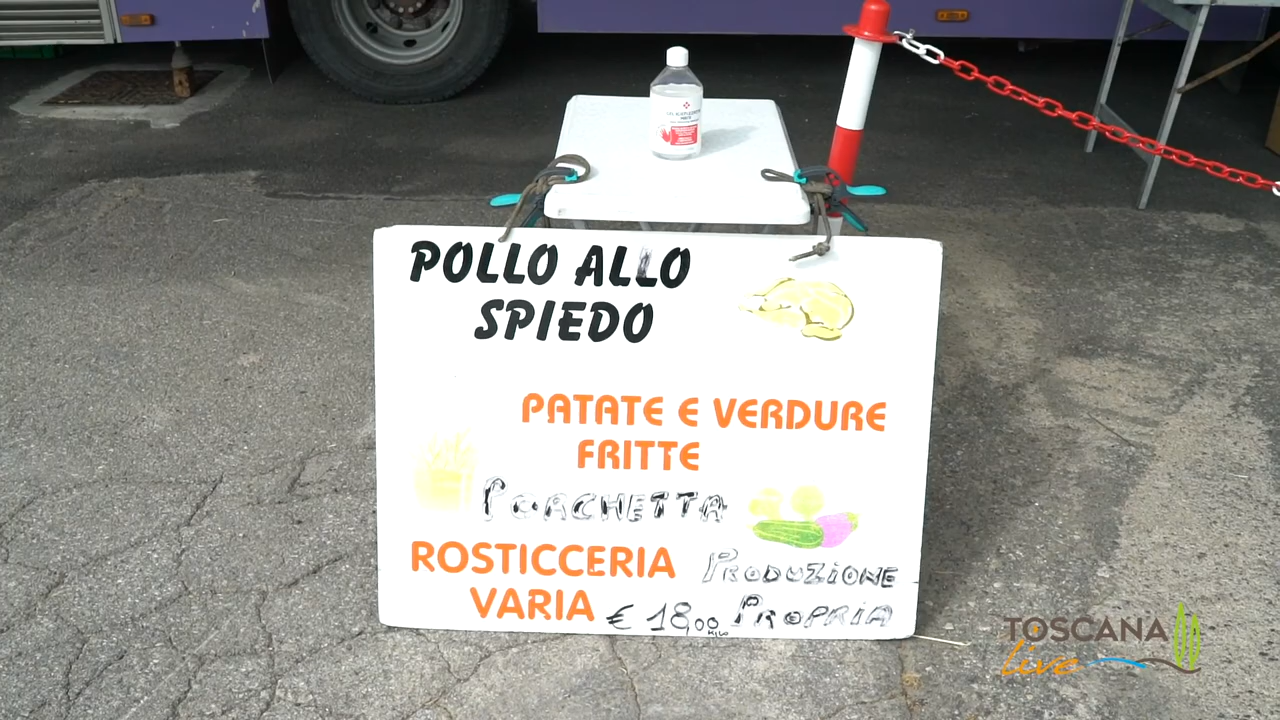 POLLO ALLO
SPIEDO
PATATE E VERDURE
FRITTE
PORCHETTA
ROSTICCERIA
VARIA
PRODUZIONE
PROPRIA
€ 18,00
KILO
TOSCANA
live